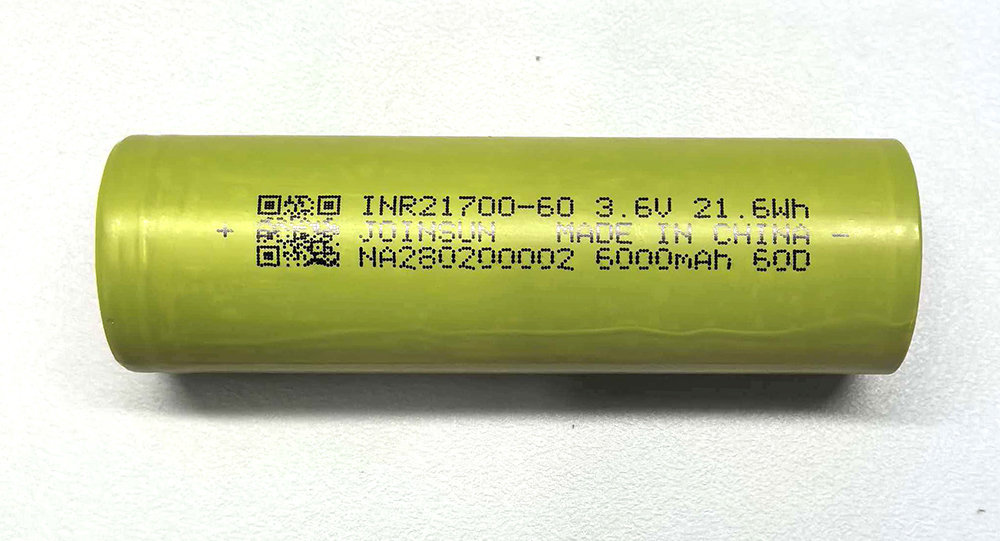 INR21700-60 3.6V 21.6Wh
+ JOINSUN MADE IN CHINA -
NA280200002 6000mAh 60D